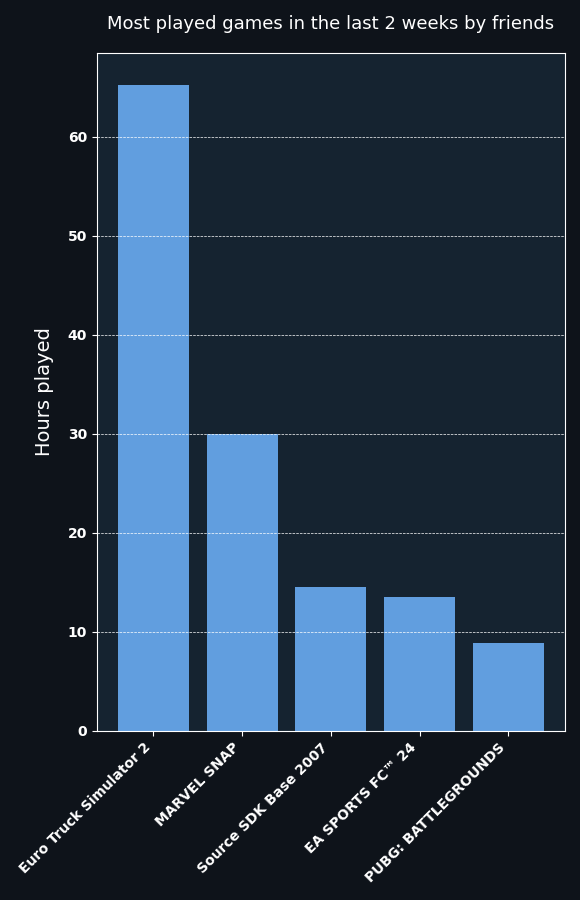 Most played games in the last 2 weeks by friends
Hours played
60
50
40
30
20
10
0
Euro Truck Simulator 2
MARVEL SNAP
Source SDK Base 2007
EA SPORTS FC™ 24
PUBG: BATTLEGROUNDS